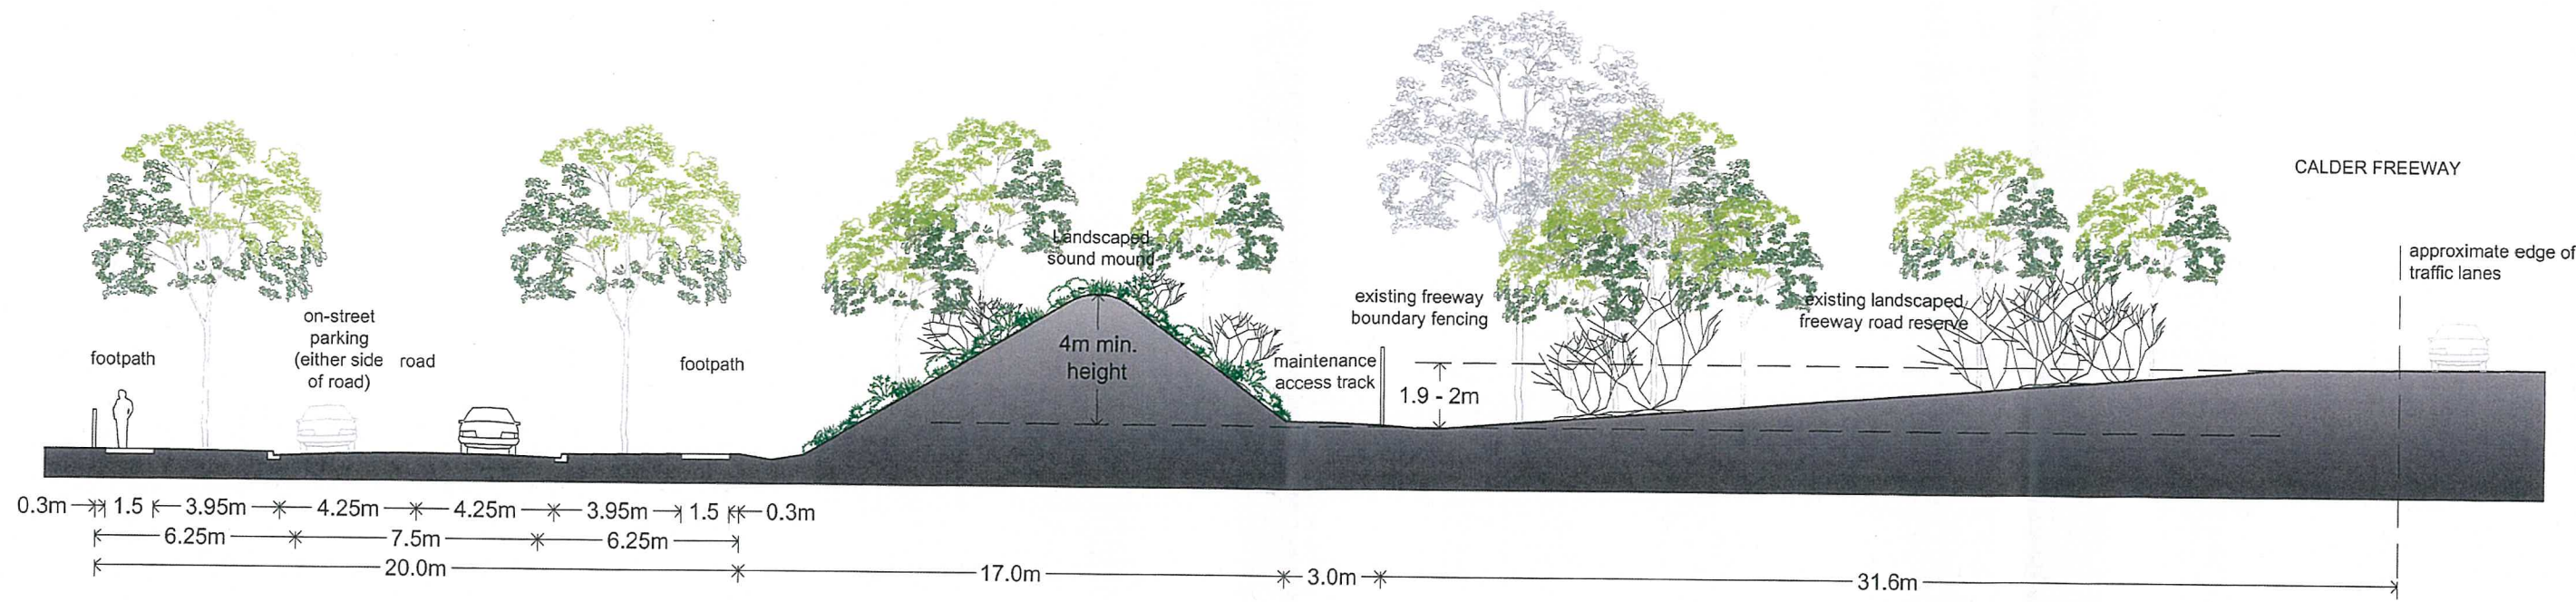 CALDER FREEWAY
approximate edge of
traffic lanes
Landscaped
sound mound
existing freeway
boundary fencing
existing landscaped
freeway road reserve
on-street
parking
(either side
of road)
road
footpath
footpath
4m min.
height
maintenance
access track
1.9 - 2m
0.3m 1.5 3.95m 4.25m 4.25m 3.95m 1.5 0.3m
6.25m 7.5m 6.25m
20.0m 17.0m 3.0m 31.6m